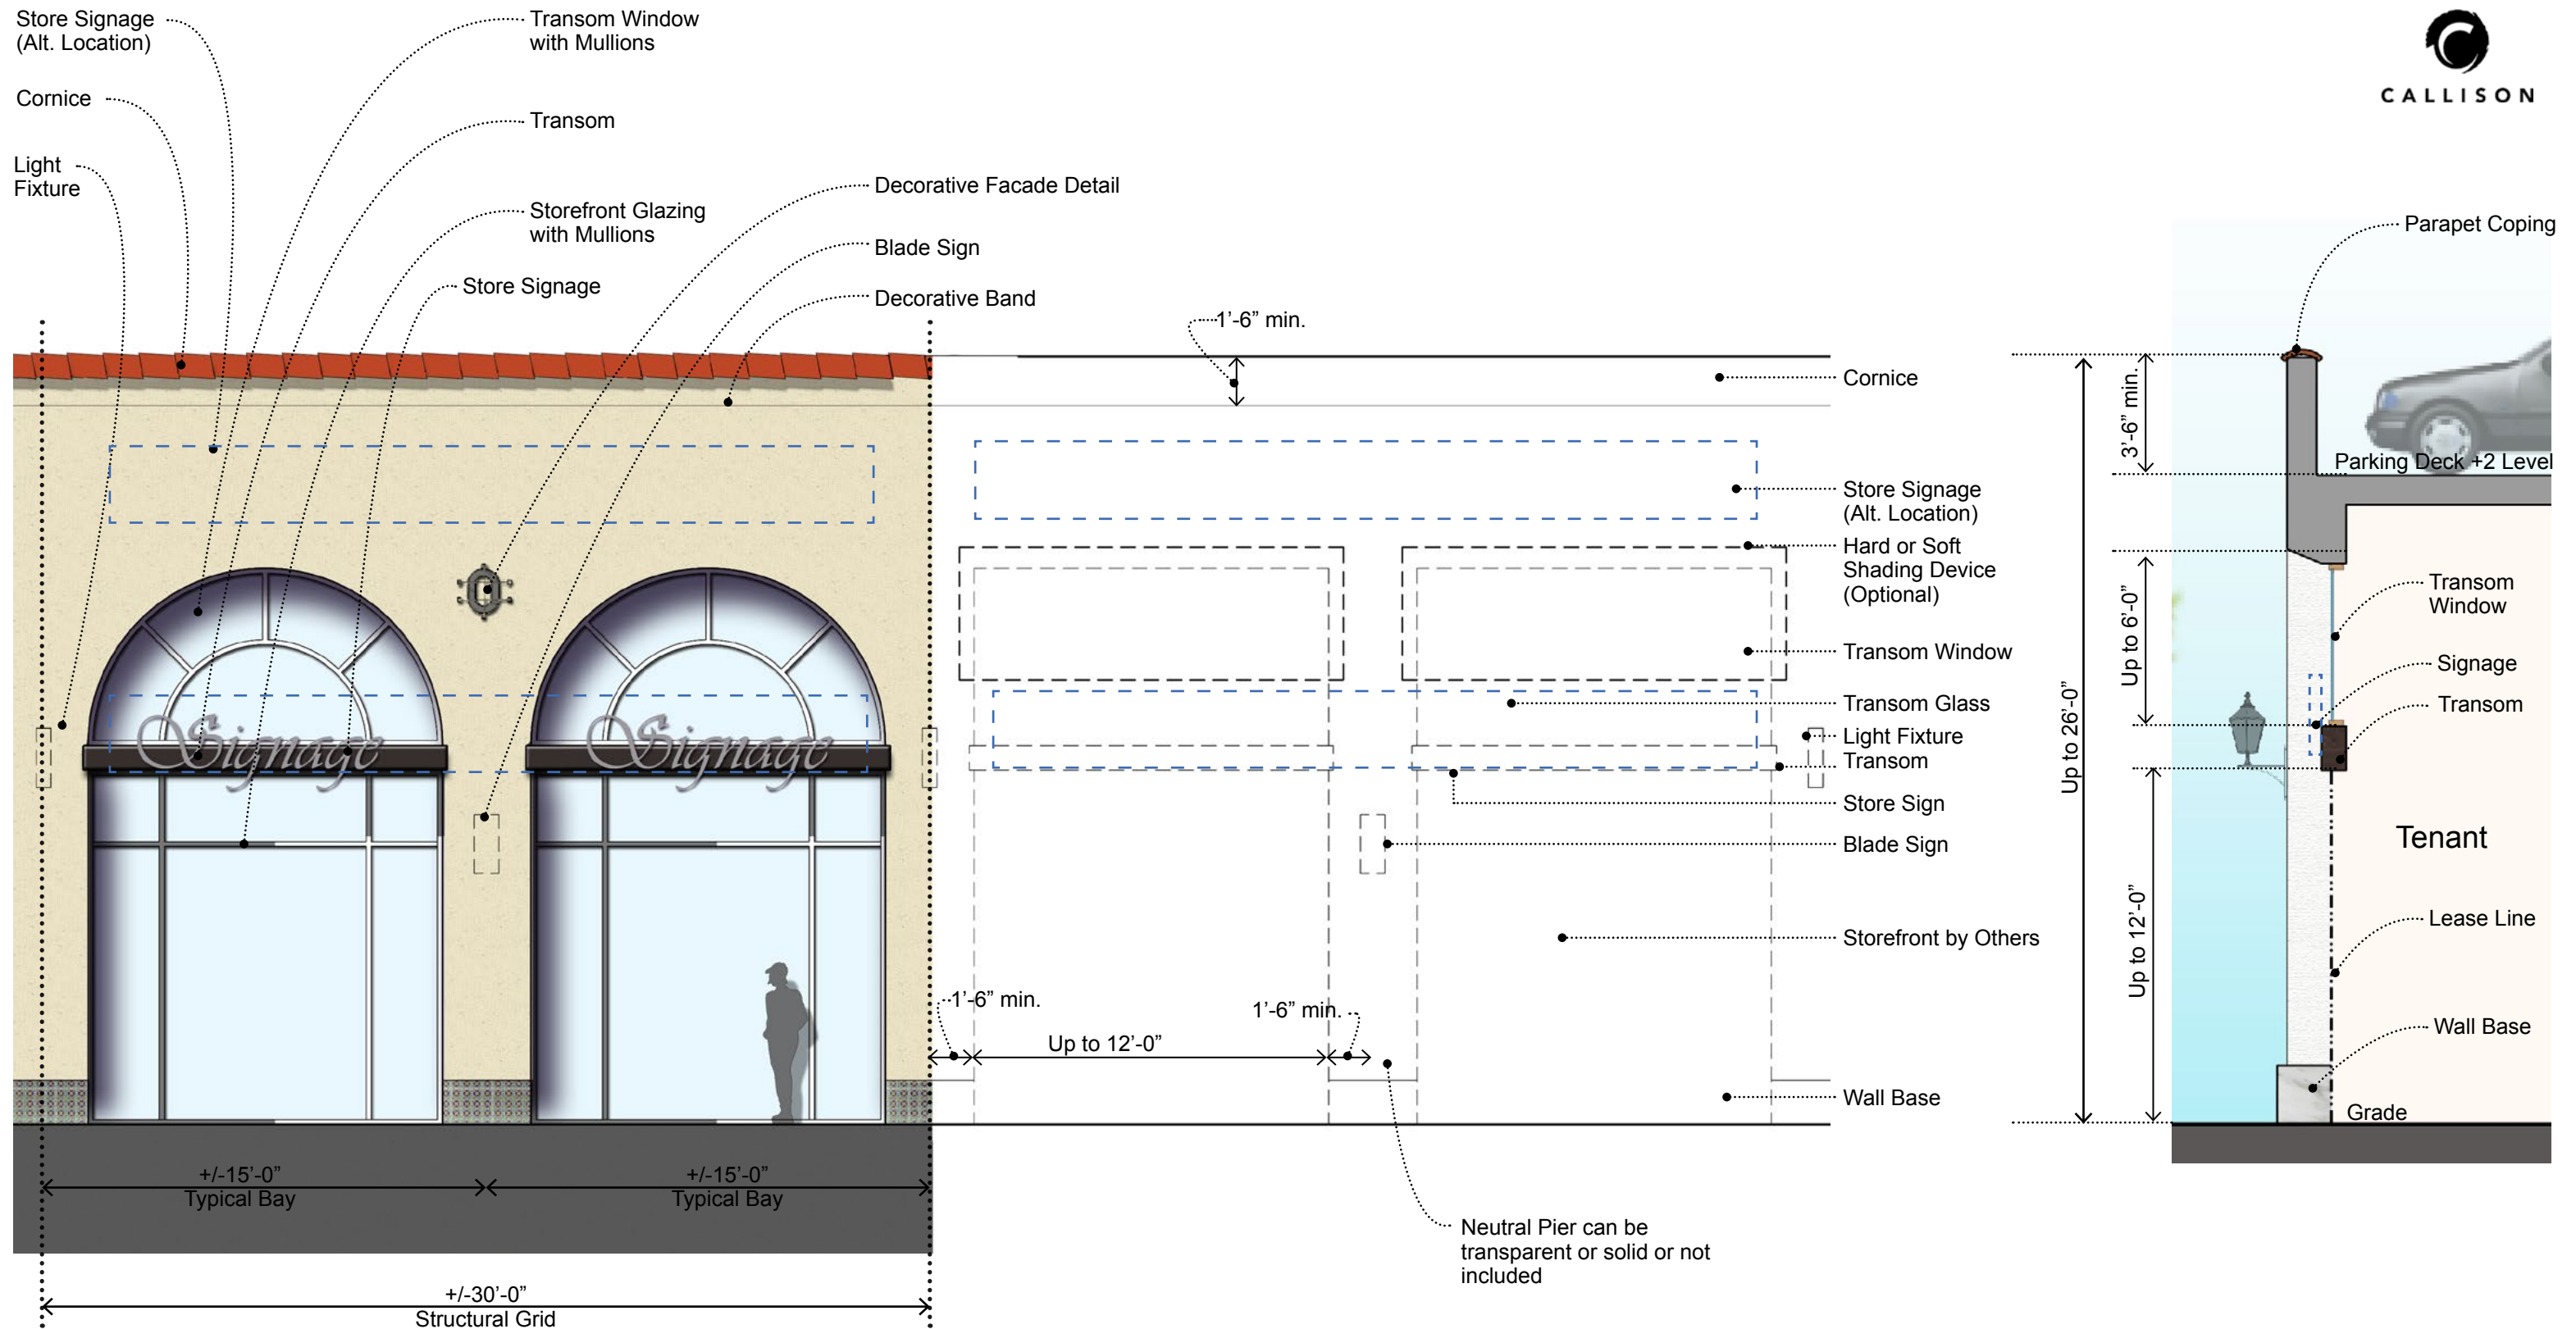 Store Signage
(Alt. Location)
Cornice
Light
Fixture
Transom Window
with Mullions
Transom
Storefront Glazing
with Mullions
Store Signage
Decorative Facade Detail
Blade Sign
Decorative Band
CALLISON
1’-6” min.
Cornice
Store Signage
(Alt. Location)
Hard or Soft
Shading Device
(Optional)
Transom Window
Transom Glass
Light Fixture
Transom
Store Sign
Blade Sign
Storefront by Others
Wall Base
Signage
Signage
1’-6” min.
Up to 12’-0”
1’-6” min.
+/-15’-0”
Typical Bay
+/-15’-0”
Typical Bay
+/-30’-0”
Structural Grid
Neutral Pier can be
transparent or solid or not
included
Up to 26’-0”
3’-6” min.
Up to 6’-0”
Up to 12’-0”
Parapet Coping
Parking Deck +2 Level
Transom
Window
Signage
Transom
Tenant
Lease Line
Wall Base
Grade